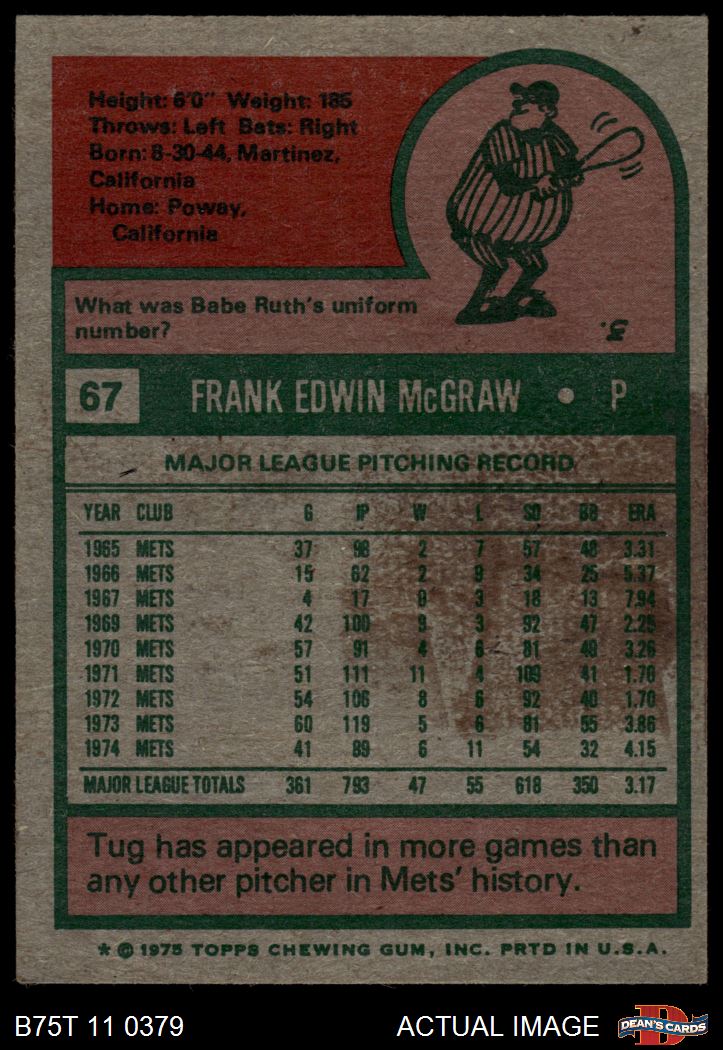 Height: 6'0" Weight: 185
Throws: Left Bats: Right
Born: 8-30-44, Martinez,
California
Home: Poway,
California
What was Babe Ruth's uniform
number?
3.
67 FRANK EDWIN McGRAW • P
MAJOR LEAGUE PITCHING RECORD
YEAR CLUB G IP W L SO BB ERA
1965 METS 37 98 2 7 57 48 3.31
1966 METS 15 62 2 9 34 25 5.37
1967 METS 4 17 0 3 18 13 7.94
1969 METS 42 100 9 3 92 47 2.25
1970 METS 57 91 4 6 81 49 3.26
1971 METS 51 111 11 4 109 41 1.70
1972 METS 54 106 8 6 92 40 1.70
1973 METS 60 119 5 6 81 55 3.86
1974 METS 41 89 6 11 54 32 4.15
MAJOR LEAGUE TOTALS 361 793 47 55 618 350 3.17
Tug has appeared in more games than
any other pitcher in Mets' history.
* © 1975 TOPPS CHEWING GUM, INC. PRTD IN U.S.A.
B75T 11 0379 ACTUAL IMAGE D DEAN'S CARDS